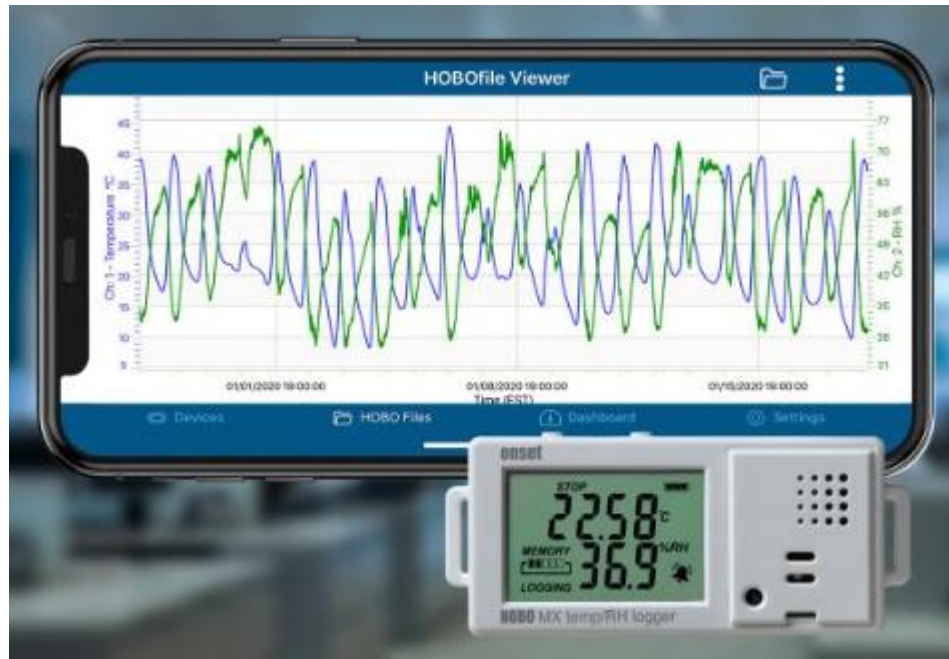 HOBOfile Viewer
45
40
35
30
25
20
15
10
5
Ch: 1 - Temperature °C
77
70
63
56
49
42
35
28
21
Ch: 2 - RH %
01/01/2020 19:00:00
01/08/2020 19:00:00
01/15/2020 19:00:00
Time (EST)
Devices
HOBO Files
Dashboard
Settings
onset
STOP
22.58 °C
MEMORY
36.9 %RH
LOGGING
HOBO MX temp/RH logger